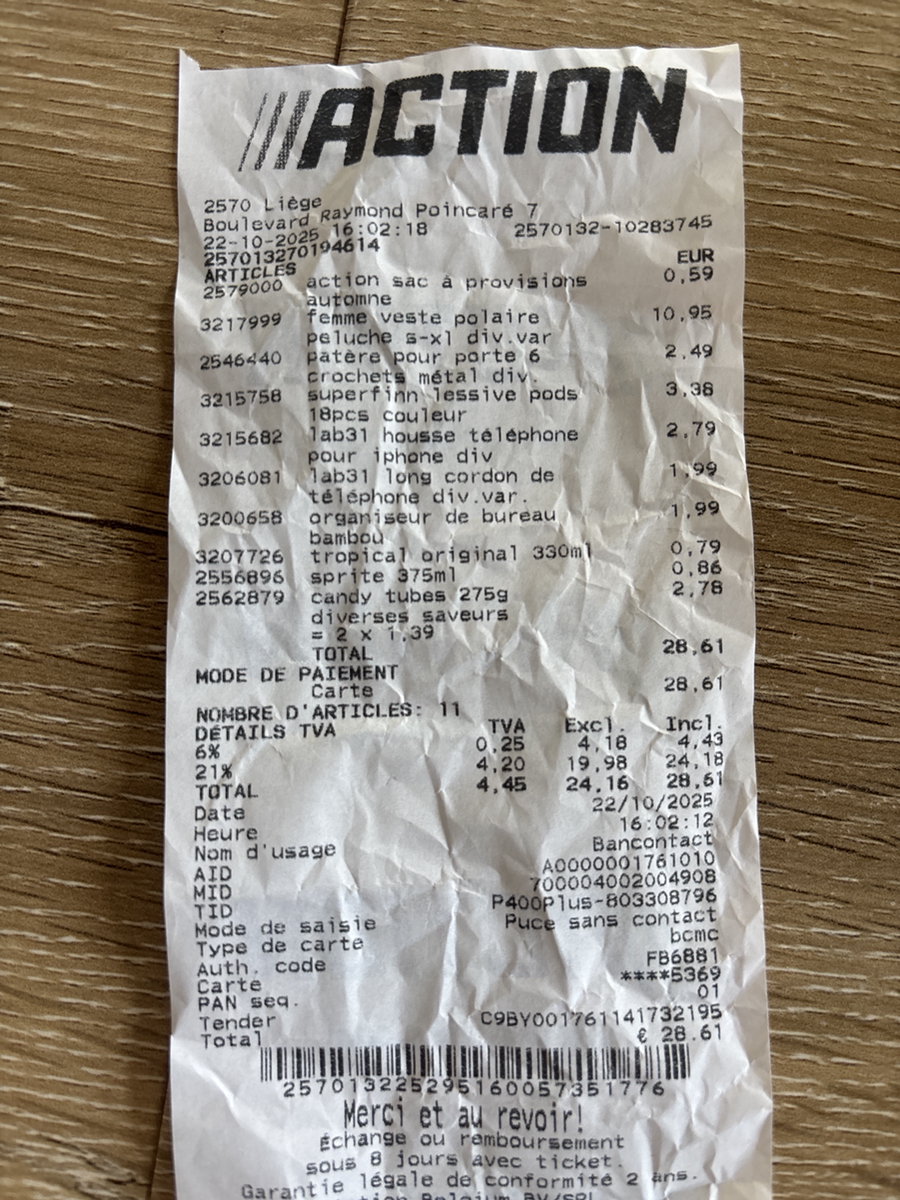 ACTION
2570 Liège
Boulevard Raymond Poincaré 7
22-10-2025 16:02:18 2570132-10283745
257013270194614
ARTICLES EUR
2579000 action sac à provisions 0,59
automne
3217999 femme veste polaire 10,95
peluche s-xl div.var
2546440 patère pour porte 6 2,49
crochets métal div.
3215758 superfinn lessive pods 3,38
18pcs couleur
3215682 lab31 housse téléphone 2,79
pour iphone div
3206081 lab31 long cordon de 1,99
téléphone div.var.
3200658 organiseur de bureau 1,99
bambou
3207726 tropical original 330ml 0,79
2556896 sprite 375ml 0,86
2562879 candy tubes 275g 2,78
diverses saveurs
= 2 x 1,39
TOTAL 28,61
MODE DE PAIEMENT
Carte 28,61
NOMBRE D'ARTICLES: 11
DÉTAILS TVA TVA Excl. Incl.
6% 0,25 4,18 4,43
21% 4,20 19,98 24,18
TOTAL 4,45 24,16 28,61
Date 22/10/2025
Heure 16:02:12
Nom d'usage Bancontact
AID A0000001761010
MID 700004002004908
TID P400Plus-803308796
Mode de saisie Puce sans contact
Type de carte bcmc
Auth. code FB6881
Carte ****5369
PAN seq. 01
Tender C9BY001761141732195
Total € 28.61
257013225295160057351776
Merci et au revoir!
Échange ou remboursement
sous 8 jours avec ticket.
Garantie légale de conformité 2 ans.
Belgium BV/SRL